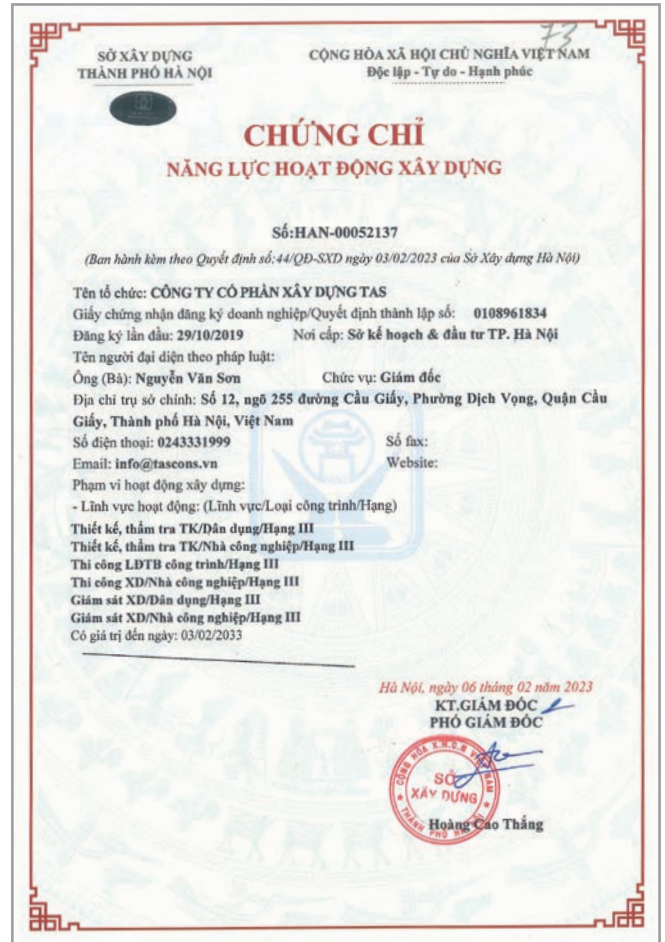 73
SỞ XÂY DỰNG
THÀNH PHỐ HÀ NỘI
CỘNG HÒA XÃ HỘI CHỦ NGHĨA VIỆT NAM
Độc lập - Tự do - Hạnh phúc
CHỨNG CHỈ
NĂNG LỰC HOẠT ĐỘNG XÂY DỰNG
Số:HAN-00052137
(Ban hành kèm theo Quyết định số:44/QĐ-SXD ngày 03/02/2023 của Sở Xây dựng Hà Nội)
Tên tổ chức: CÔNG TY CỔ PHẦN XÂY DỰNG TAS
Giấy chứng nhận đăng ký doanh nghiệp/Quyết định thành lập số: 0108961834
Đăng ký lần đầu: 29/10/2019 Nơi cấp: Sở kế hoạch & đầu tư TP. Hà Nội
Tên người đại diện theo pháp luật:
Ông (Bà): Nguyễn Văn Sơn Chức vụ: Giám đốc
Địa chỉ trụ sở chính: Số 12, ngõ 255 đường Cầu Giấy, Phường Dịch Vọng, Quận Cầu
Giấy, Thành phố Hà Nội, Việt Nam
Số điện thoại: 0243331999 Số fax:
Email: info@tascons.vn Website:
Phạm vi hoạt động xây dựng:
- Lĩnh vực hoạt động: (Lĩnh vực/Loại công trình/Hạng)
Thiết kế, thẩm tra TK/Dân dụng/Hạng III
Thiết kế, thẩm tra TK/Nhà công nghiệp/Hạng III
Thi công LĐTB công trình/Hạng III
Thi công XD/Nhà công nghiệp/Hạng III
Giám sát XD/Dân dụng/Hạng III
Giám sát XD/Nhà công nghiệp/Hạng III
Có giá trị đến ngày: 03/02/2033
Hà Nội, ngày 06 tháng 02 năm 2023
KT.GIÁM ĐỐC
PHÓ GIÁM ĐỐC
CỘNG HÒA X.H.C.N VIỆT NAM
SỞ
XÂY DỰNG
THÀNH PHỐ HÀ NỘI
Hoàng Cao Thắng